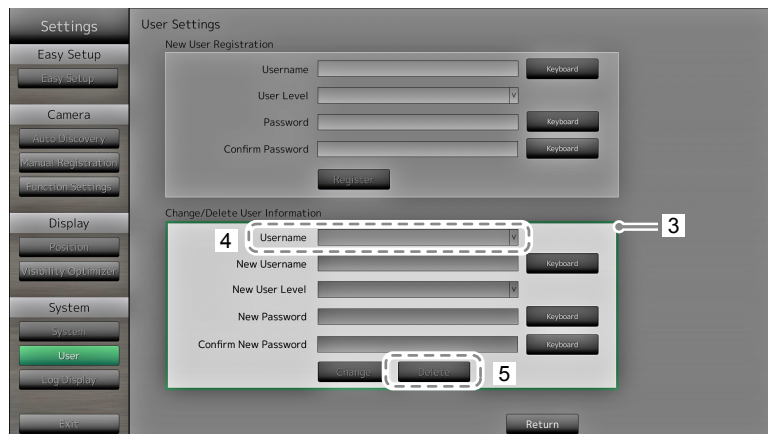 Settings
Easy Setup
Easy Setup
Camera
Auto Discovery
Manual Registration
Function Settings
Display
Position
Visibility Optimizer
System
System
User
Log Display
Exit
User Settings
New User Registration
Username
Keyboard
User Level
v
Password
Keyboard
Confirm Password
Keyboard
Register
Change/Delete User Information
3
4
Username
v
New Username
Keyboard
New User Level
v
New Password
Keyboard
Confirm New Password
Keyboard
Change
Delete
5
Return